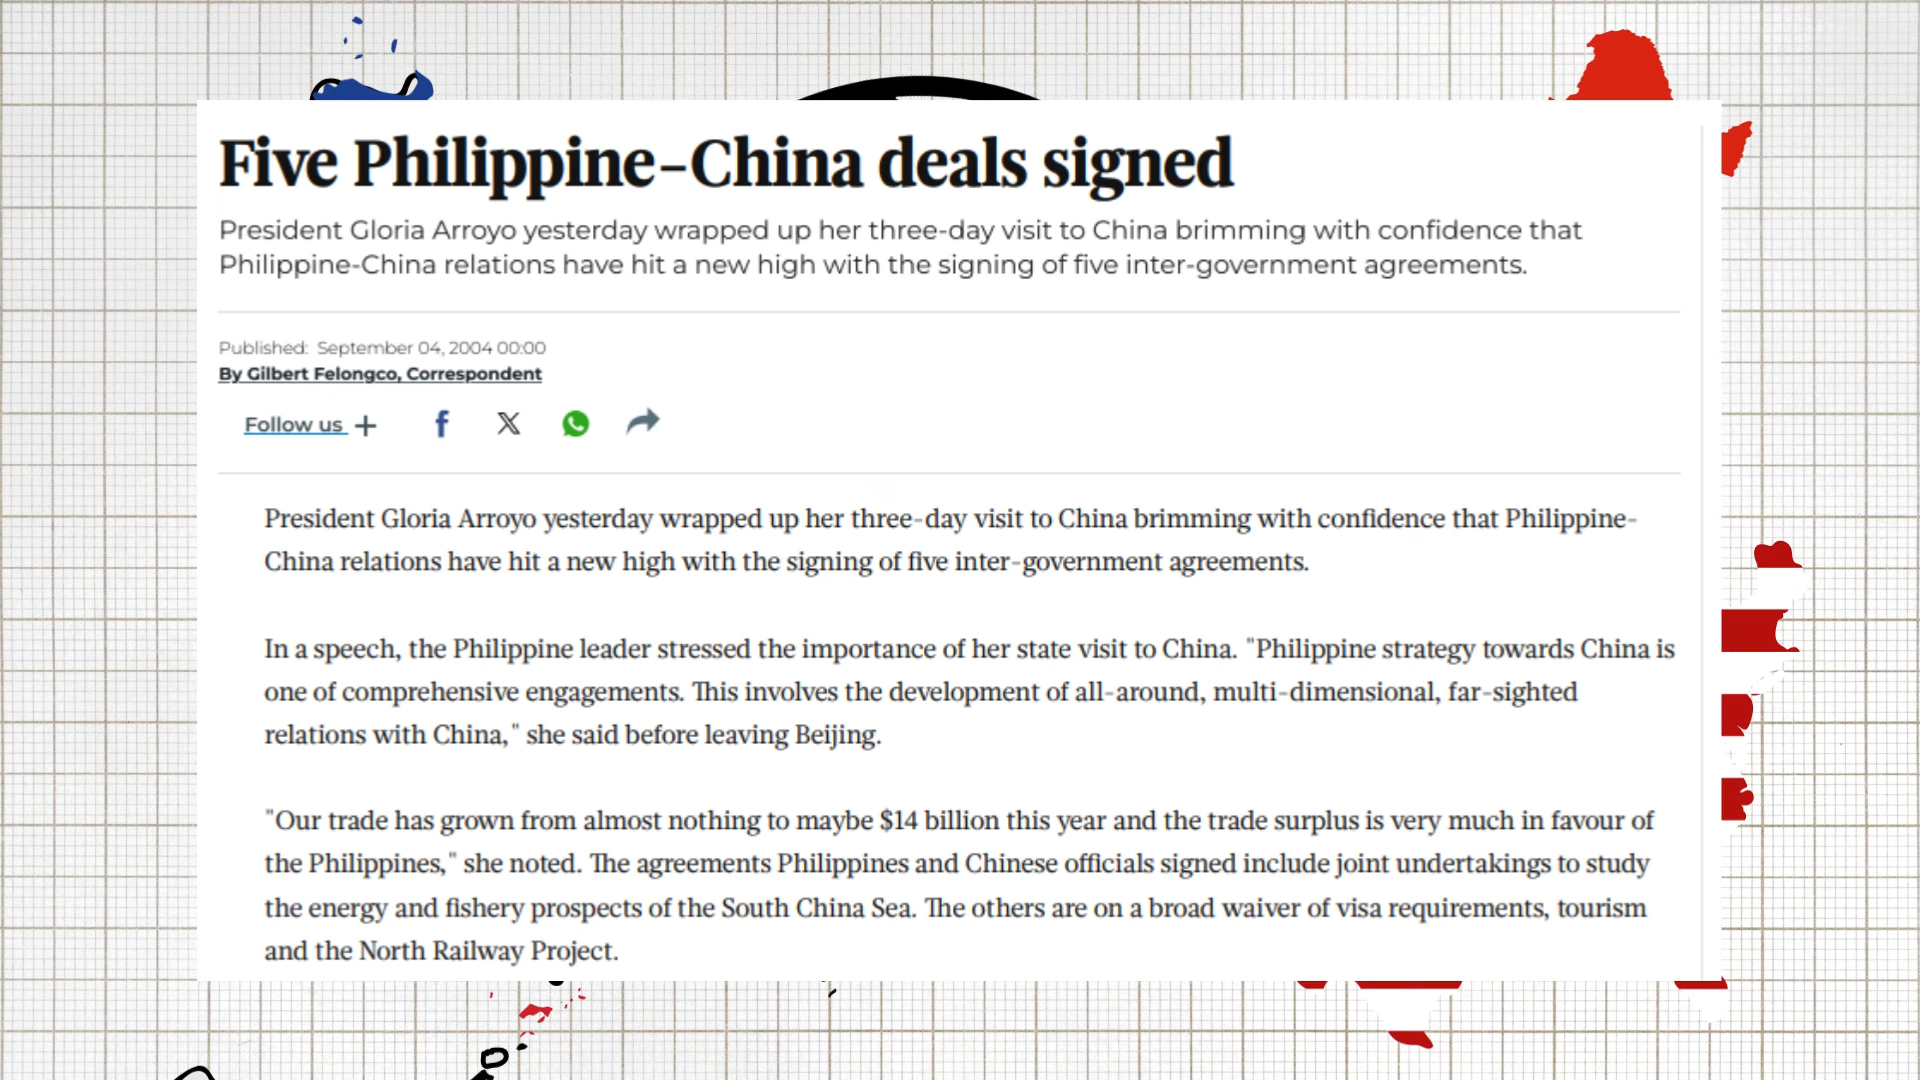 Five Philippine-China deals signed
President Gloria Arroyo yesterday wrapped up her three-day visit to China brimming with confidence that
Philippine-China relations have hit a new high with the signing of five inter-government agreements.
Published: September 04, 2004 00:00
By Gilbert Felongco, Correspondent
Follow us +
President Gloria Arroyo yesterday wrapped up her three-day visit to China brimming with confidence that Philippine-
China relations have hit a new high with the signing of five inter-government agreements.
In a speech, the Philippine leader stressed the importance of her state visit to China. "Philippine strategy towards China is
one of comprehensive engagements. This involves the development of all-around, multi-dimensional, far-sighted
relations with China," she said before leaving Beijing.
"Our trade has grown from almost nothing to maybe $14 billion this year and the trade surplus is very much in favour of
the Philippines," she noted. The agreements Philippines and Chinese officials signed include joint undertakings to study
the energy and fishery prospects of the South China Sea. The others are on a broad waiver of visa requirements, tourism
and the North Railway Project.